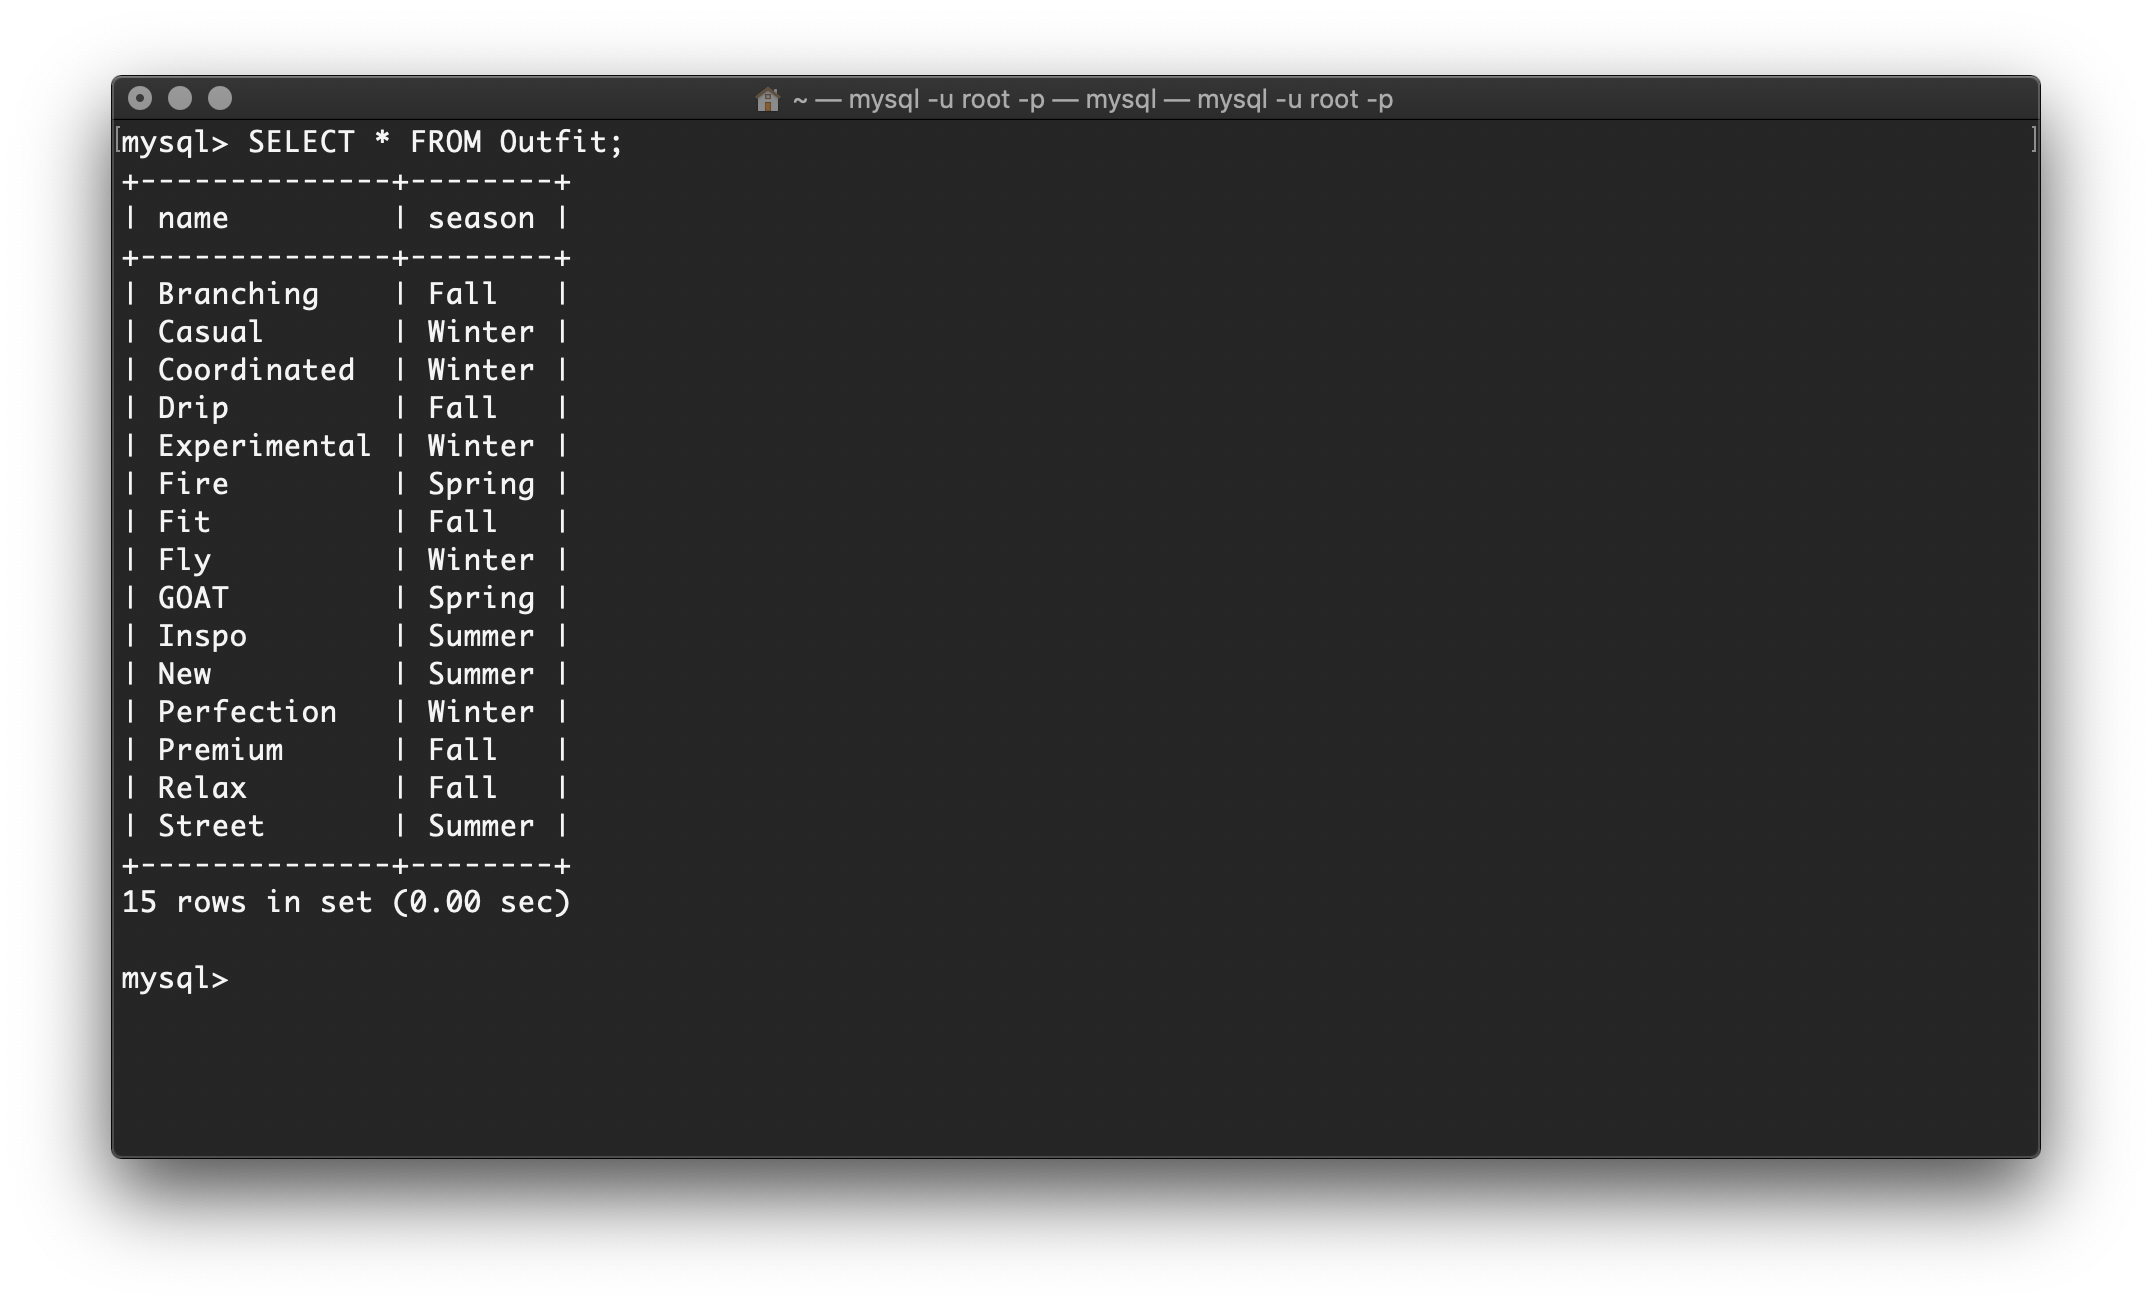 ~ — mysql -u root -p — mysql — mysql -u root -p
mysql> SELECT * FROM Outfit;
+--------------+--------+
| name         | season |
+--------------+--------+
| Branching    | Fall   |
| Casual       | Winter |
| Coordinated  | Winter |
| Drip         | Fall   |
| Experimental | Winter |
| Fire         | Spring |
| Fit          | Fall   |
| Fly          | Winter |
| GOAT         | Spring |
| Inspo        | Summer |
| New          | Summer |
| Perfection   | Winter |
| Premium      | Fall   |
| Relax        | Fall   |
| Street       | Summer |
+--------------+--------+
15 rows in set (0.00 sec)
mysql>